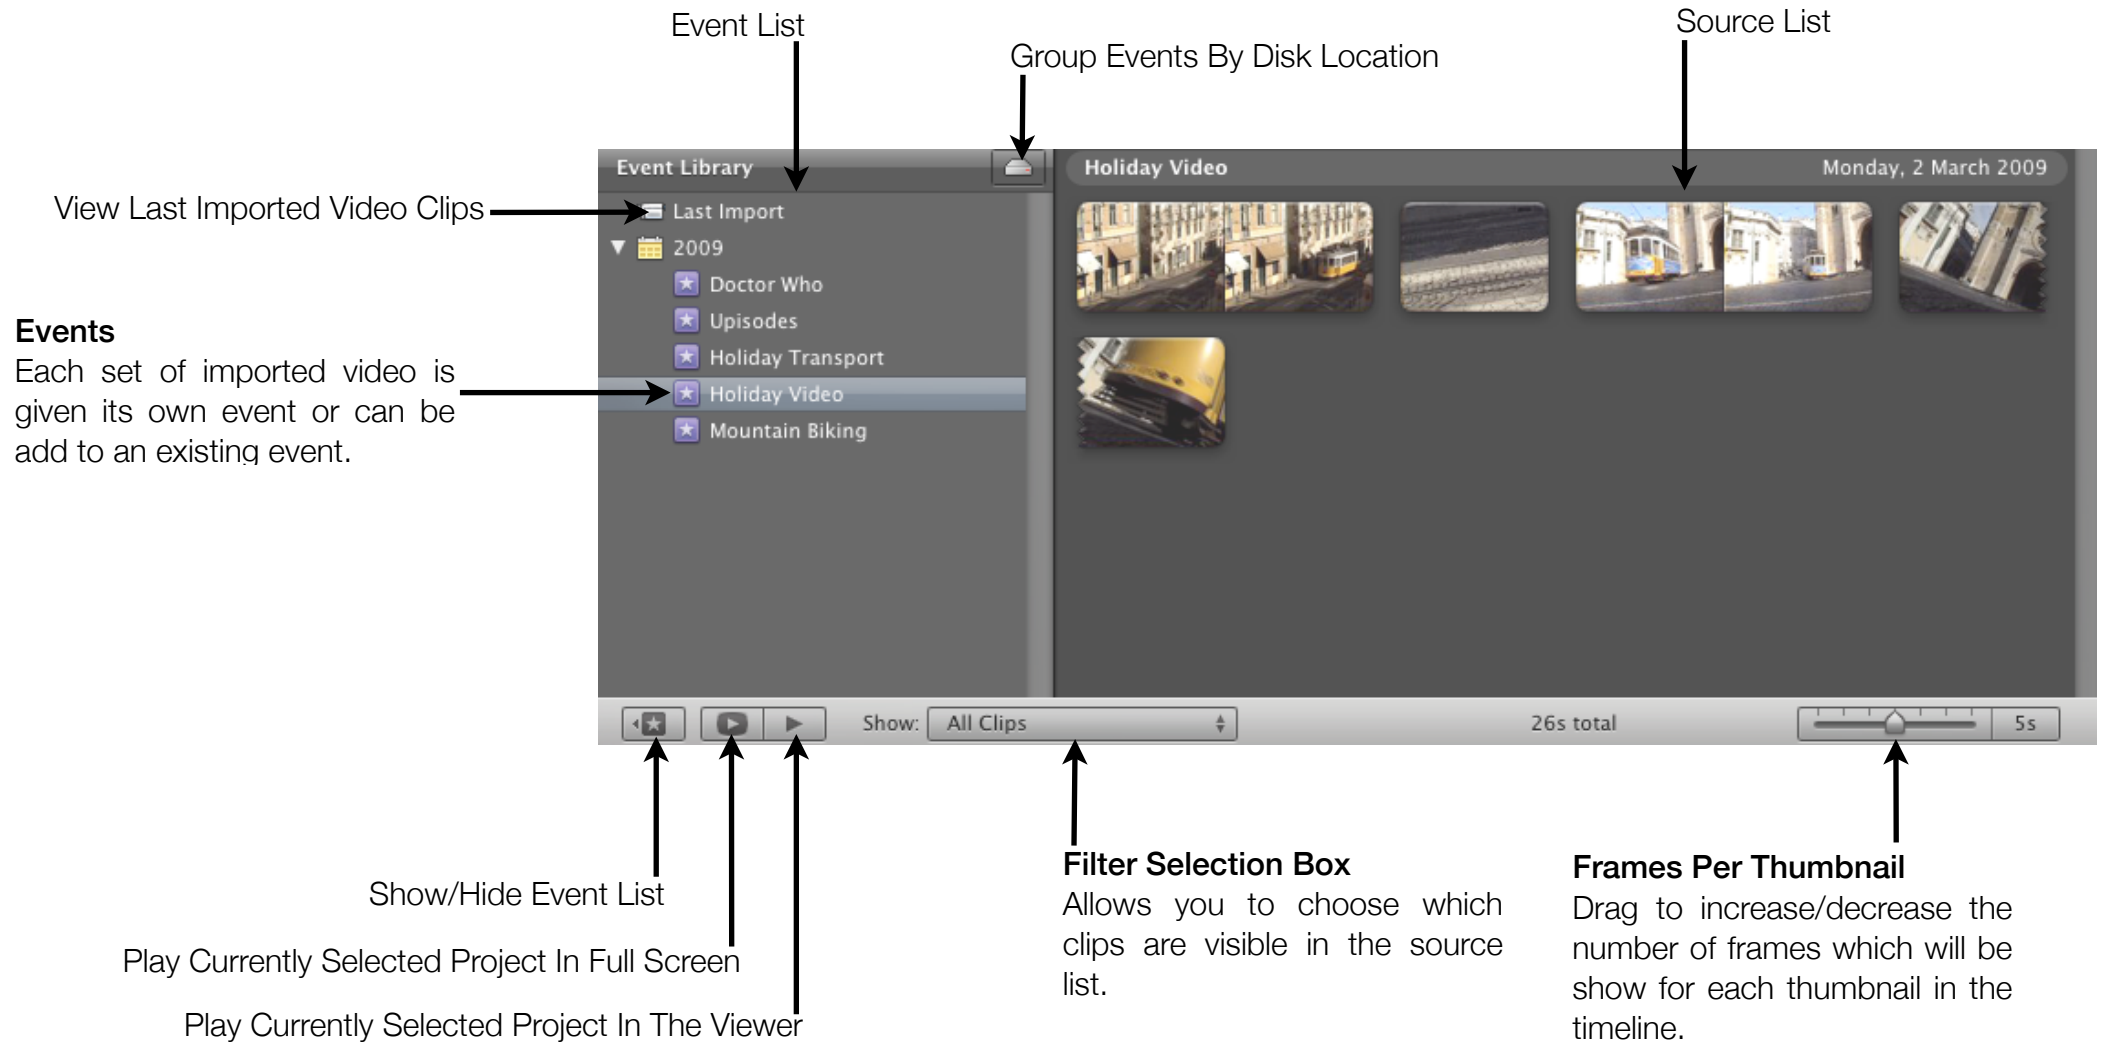 Event List
Source List
Group Events By Disk Location
Event Library
Holiday Video
Monday, 2 March 2009
View Last Imported Video Clips
Last Import
2009
Doctor Who
Upisodes
Holiday Transport
Holiday Video
Mountain Biking
Events
Each set of imported video is
given its own event or can be
add to an existing event.
Show:
All Clips
26s total
5s
Show/Hide Event List
Play Currently Selected Project In Full Screen
Play Currently Selected Project In The Viewer
Filter Selection Box
Allows you to choose which
clips are visible in the source
list.
Frames Per Thumbnail
Drag to increase/decrease the
number of frames which will be
show for each thumbnail in the
timeline.